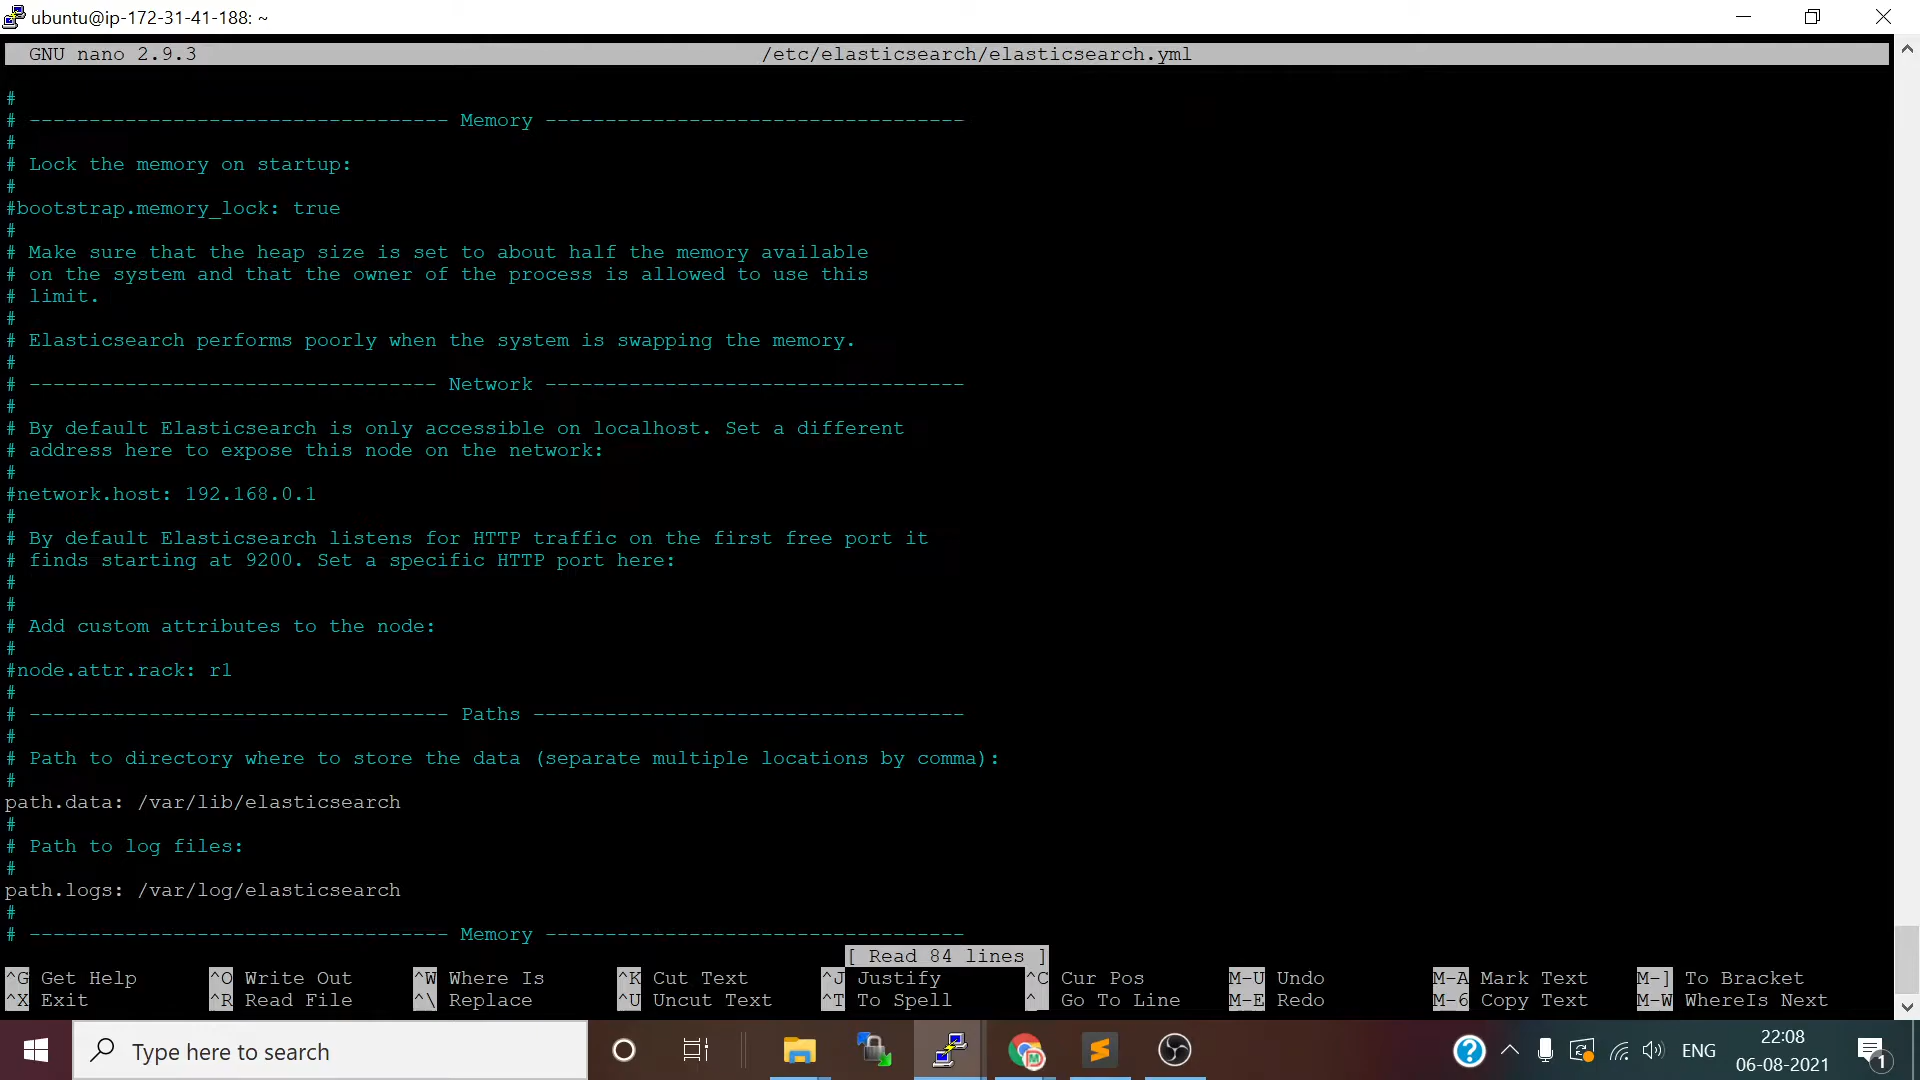 ubuntu@ip-172-31-41-188: ~
GNU nano 2.9.3 /etc/elasticsearch/elasticsearch.yml
#
# ----------------------------------- Memory -----------------------------------
#
# Lock the memory on startup:
#
#bootstrap.memory_lock: true
#
# Make sure that the heap size is set to about half the memory available
# on the system and that the owner of the process is allowed to use this
# limit.
#
# Elasticsearch performs poorly when the system is swapping the memory.
#
# ---------------------------------- Network -----------------------------------
#
# By default Elasticsearch is only accessible on localhost. Set a different
# address here to expose this node on the network:
#
#network.host: 192.168.0.1
#
# By default Elasticsearch listens for HTTP traffic on the first free port it
# finds starting at 9200. Set a specific HTTP port here:
#
#
# Add custom attributes to the node:
#
#node.attr.rack: r1
#
# ----------------------------------- Paths ------------------------------------
#
# Path to directory where to store the data (separate multiple locations by comma):
#
path.data: /var/lib/elasticsearch
#
# Path to log files:
#
path.logs: /var/log/elasticsearch
#
# ----------------------------------- Memory -----------------------------------
[ Read 84 lines ]
^G Get Help ^O Write Out ^W Where Is ^K Cut Text ^J Justify ^C Cur Pos M-U Undo M-A Mark Text M-] To Bracket
^X Exit ^R Read File ^\ Replace ^U Uncut Text ^T To Spell ^_ Go To Line M-E Redo M-6 Copy Text M-W WhereIs Next
Type here to search
ENG
22:08
06-08-2021
1